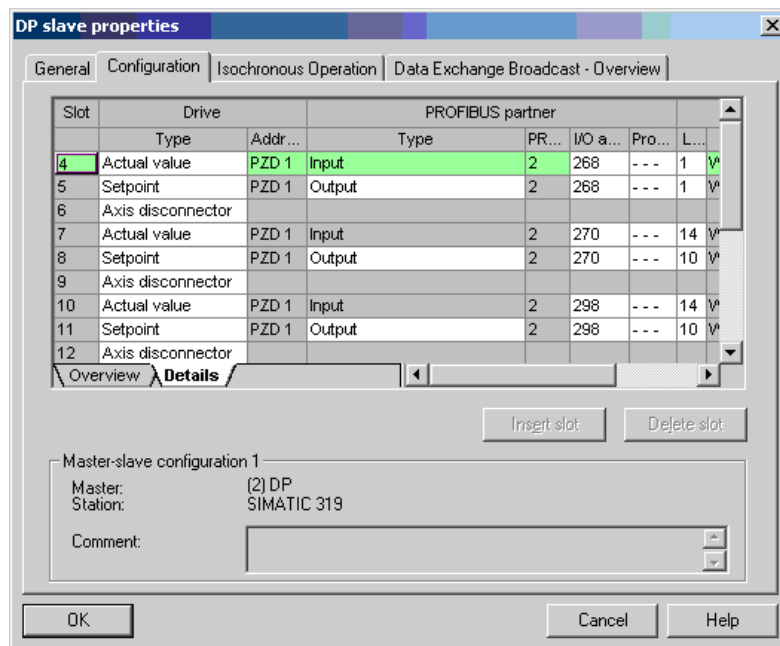 DP slave properties
General Configuration Isochronous Operation Data Exchange Broadcast - Overview
Slot Drive PROFIBUS partner
Type Addr... Type PR... I/O a... Pro... L...
4 Actual value PZD 1 Input 2 268 - - - 1
5 Setpoint PZD 1 Output 2 268 - - - 1
6 Axis disconnector
7 Actual value PZD 1 Input 2 270 - - - 14
8 Setpoint PZD 1 Output 2 270 - - - 10
9 Axis disconnector
10 Actual value PZD 1 Input 2 298 - - - 14
11 Setpoint PZD 1 Output 2 298 - - - 10
12 Axis disconnector
Overview Details
Insert slot Delete slot
Master-slave configuration 1
Master: (2) DP
Station: SIMATIC 319
Comment:
OK Cancel Help